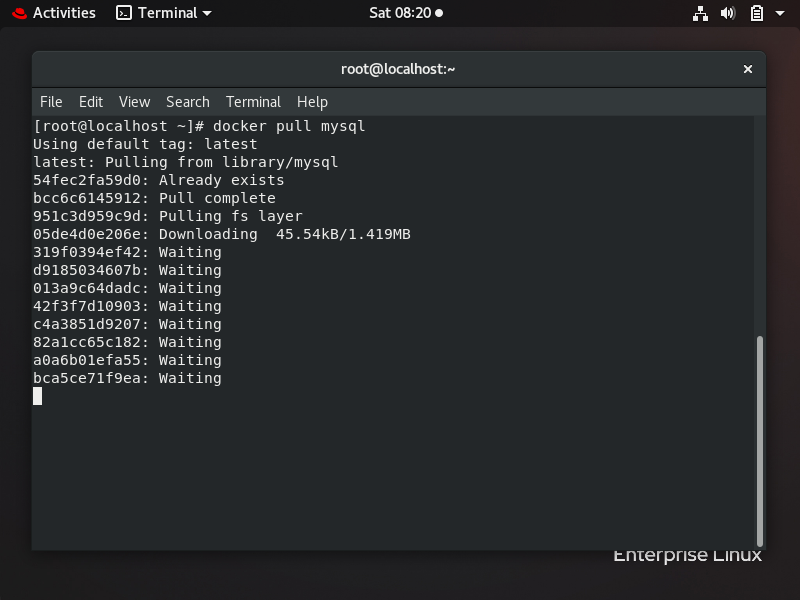 Activities Terminal Sat 08:20
root@localhost:~
File Edit View Search Terminal Help
[root@localhost ~]# docker pull mysql
Using default tag: latest
latest: Pulling from library/mysql
54fec2fa59d0: Already exists
bcc6c6145912: Pull complete
951c3d959c9d: Pulling fs layer
05de4d0e206e: Downloading  45.54kB/1.419MB
319f0394ef42: Waiting
d9185034607b: Waiting
013a9c64dadc: Waiting
42f3f7d10903: Waiting
c4a3851d9207: Waiting
82a1cc65c182: Waiting
a0a6b01efa55: Waiting
bca5ce71f9ea: Waiting
Enterprise Linux